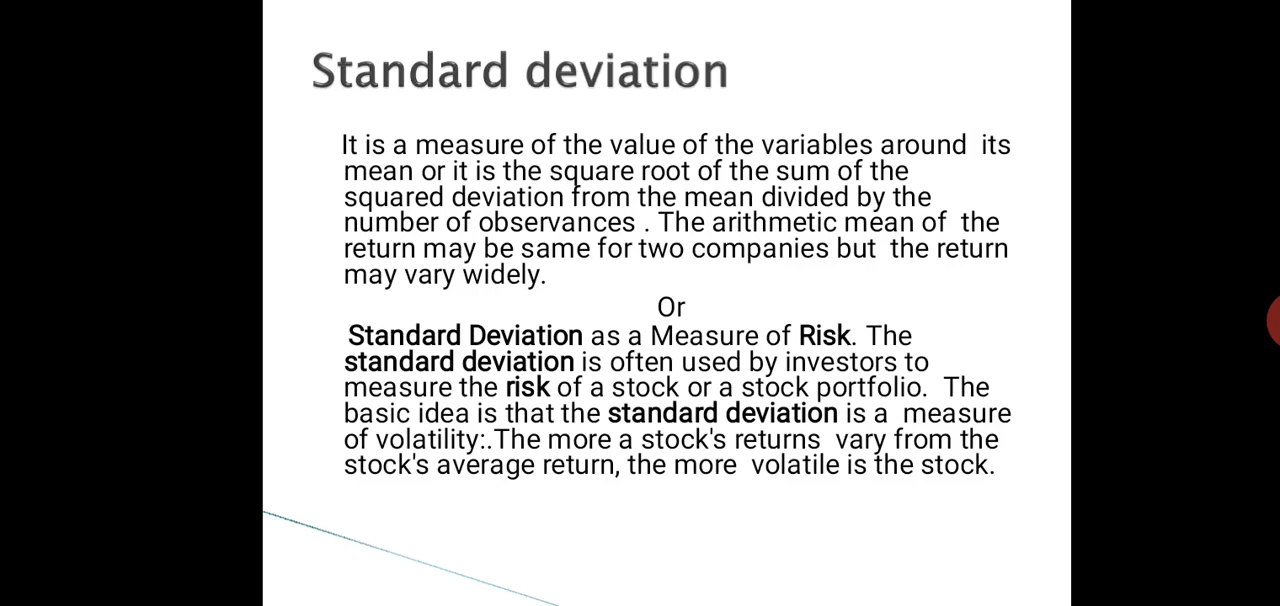 Standard deviation
It is a measure of the value of the variables around its
mean or it is the square root of the sum of the
squared deviation from the mean divided by the
number of observances . The arithmetic mean of the
return may be same for two companies but the return
may vary widely.
Or
Standard Deviation as a Measure of Risk. The
standard deviation is often used by investors to
measure the risk of a stock or a stock portfolio. The
basic idea is that the standard deviation is a measure
of volatility:.The more a stock's returns vary from the
stock's average return, the more volatile is the stock.